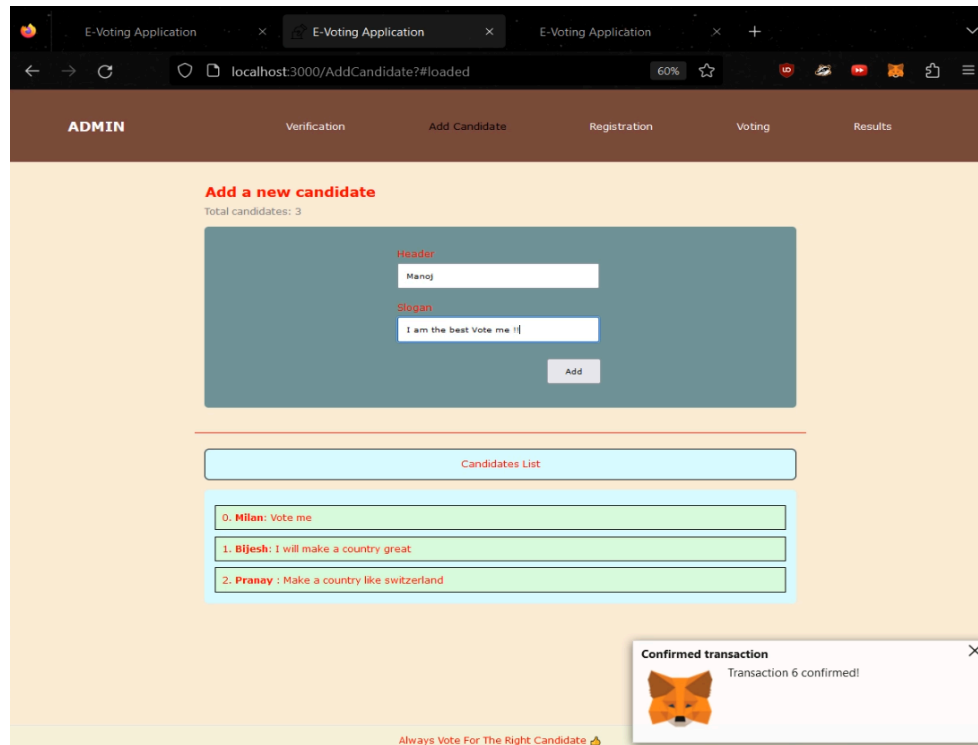 E-Voting Application
E-Voting Application
E-Voting Application
localhost:3000/AddCandidate?#loaded
60%
ADMIN
Verification
Add Candidate
Registration
Voting
Results
Add a new candidate
Total candidates: 3
Header
Manoj
Slogan
I am the best Vote me !!
Add
Candidates List
0. Milan: Vote me
1. Bijesh: I will make a country great
2. Pranay : Make a country like switzerland
Confirmed transaction
Transaction 6 confirmed!
Always Vote For The Right Candidate 👍